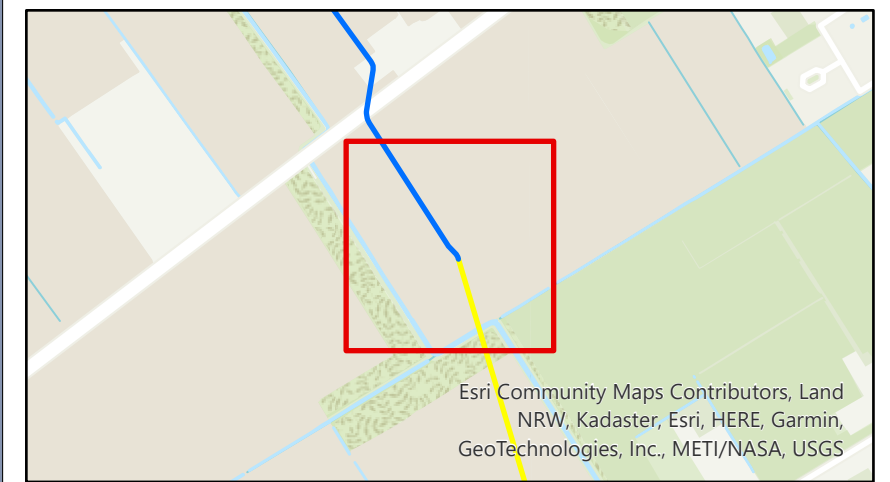 Esri Community Maps Contributors, Land
NRW, Kadaster, Esri, HERE, Garmin,
GeoTechnologies, Inc., METI/NASA, USGS